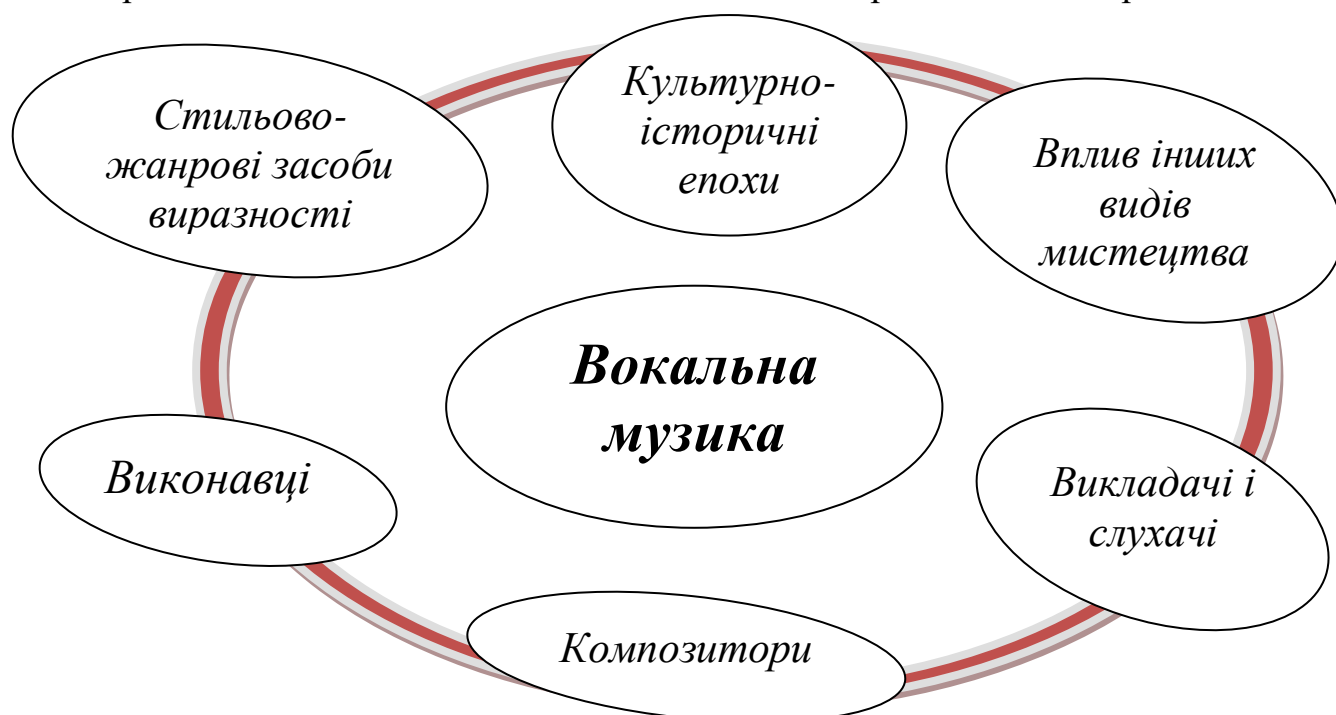 Стильово-
жанрові засоби
виразності
Культурно-
історичні
епохи
Вплив інших
видів
мистецтва
Вокальна
музика
Виконавці
Викладачі і
слухачі
Композитори